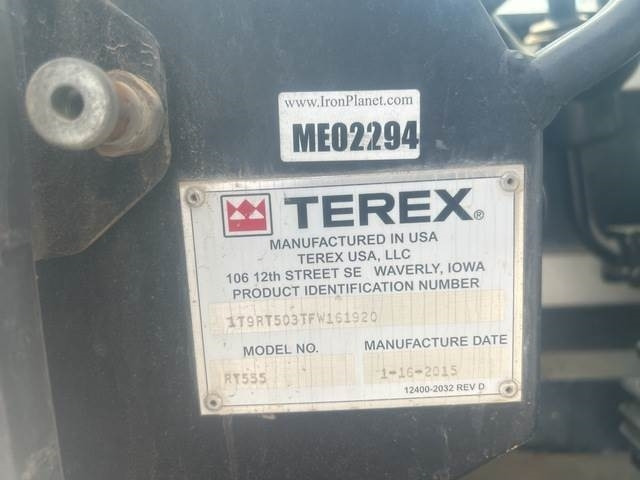 www.IronPlanet.com
ME02294
TEREX®
MANUFACTURED IN USA
TEREX USA, LLC
106 12th STREET SE WAVERLY, IOWA
PRODUCT IDENTIFICATION NUMBER
1T9RT503TFW161920
MODEL NO. MANUFACTURE DATE
RT555 1-16-2015
12400-2032 REV D